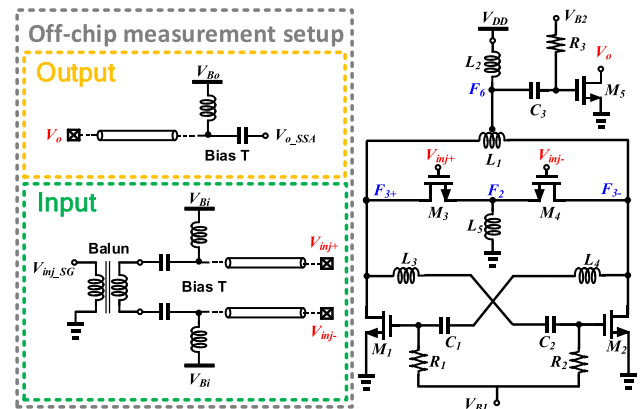 Off-chip measurement setup
Output
V_Bo
V_o
V_o_SSA
Bias T
Input
V_Bi
Balun
V_inj+
V_inj_SG
Bias T
V_inj-
V_Bi
V_DD
V_B2
L_2
R_3
V_o
F_6
C_3
M_5
L_1
V_inj+
V_inj-
F_3+
F_2
F_3-
M_3
M_4
L_5
L_3
L_4
M_1
C_1
C_2
M_2
R_1
R_2
V_B1